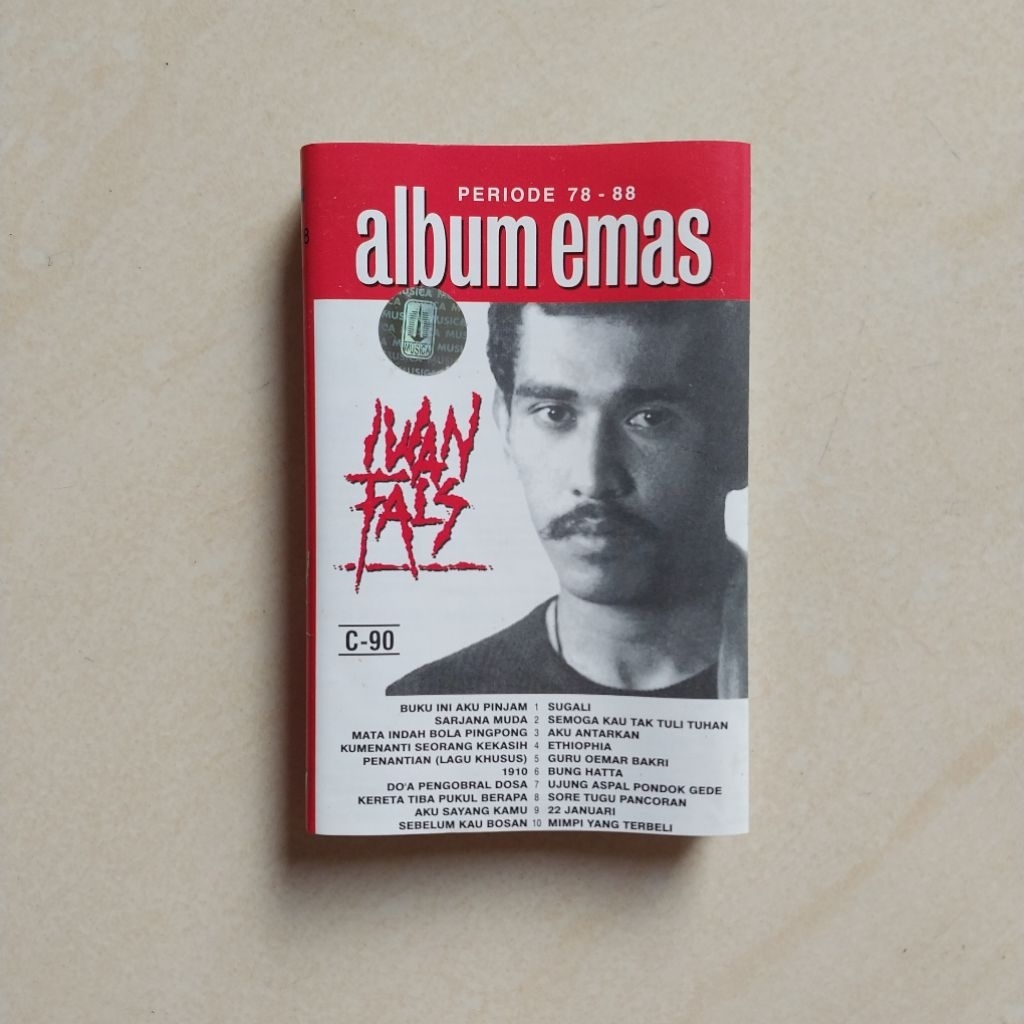 PERIODE 78 - 88
album emas
MUSICA
IWAN
FALS
C-90
BUKU INI AKU PINJAM 1 SUGALI
SARJANA MUDA 2 SEMOGA KAU TAK TULI TUHAN
MATA INDAH BOLA PINGPONG 3 AKU ANTARKAN
KUMENANTI SEORANG KEKASIH 4 ETHIOPHIA
PENANTIAN (LAGU KHUSUS) 5 GURU OEMAR BAKRI
1910 6 BUNG HATTA
DO'A PENGOBRAL DOSA 7 UJUNG ASPAL PONDOK GEDE
KERETA TIBA PUKUL BERAPA 8 SORE TUGU PANCORAN
AKU SAYANG KAMU 9 22 JANUARI
SEBELUM KAU BOSAN 10 MIMPI YANG TERBELI